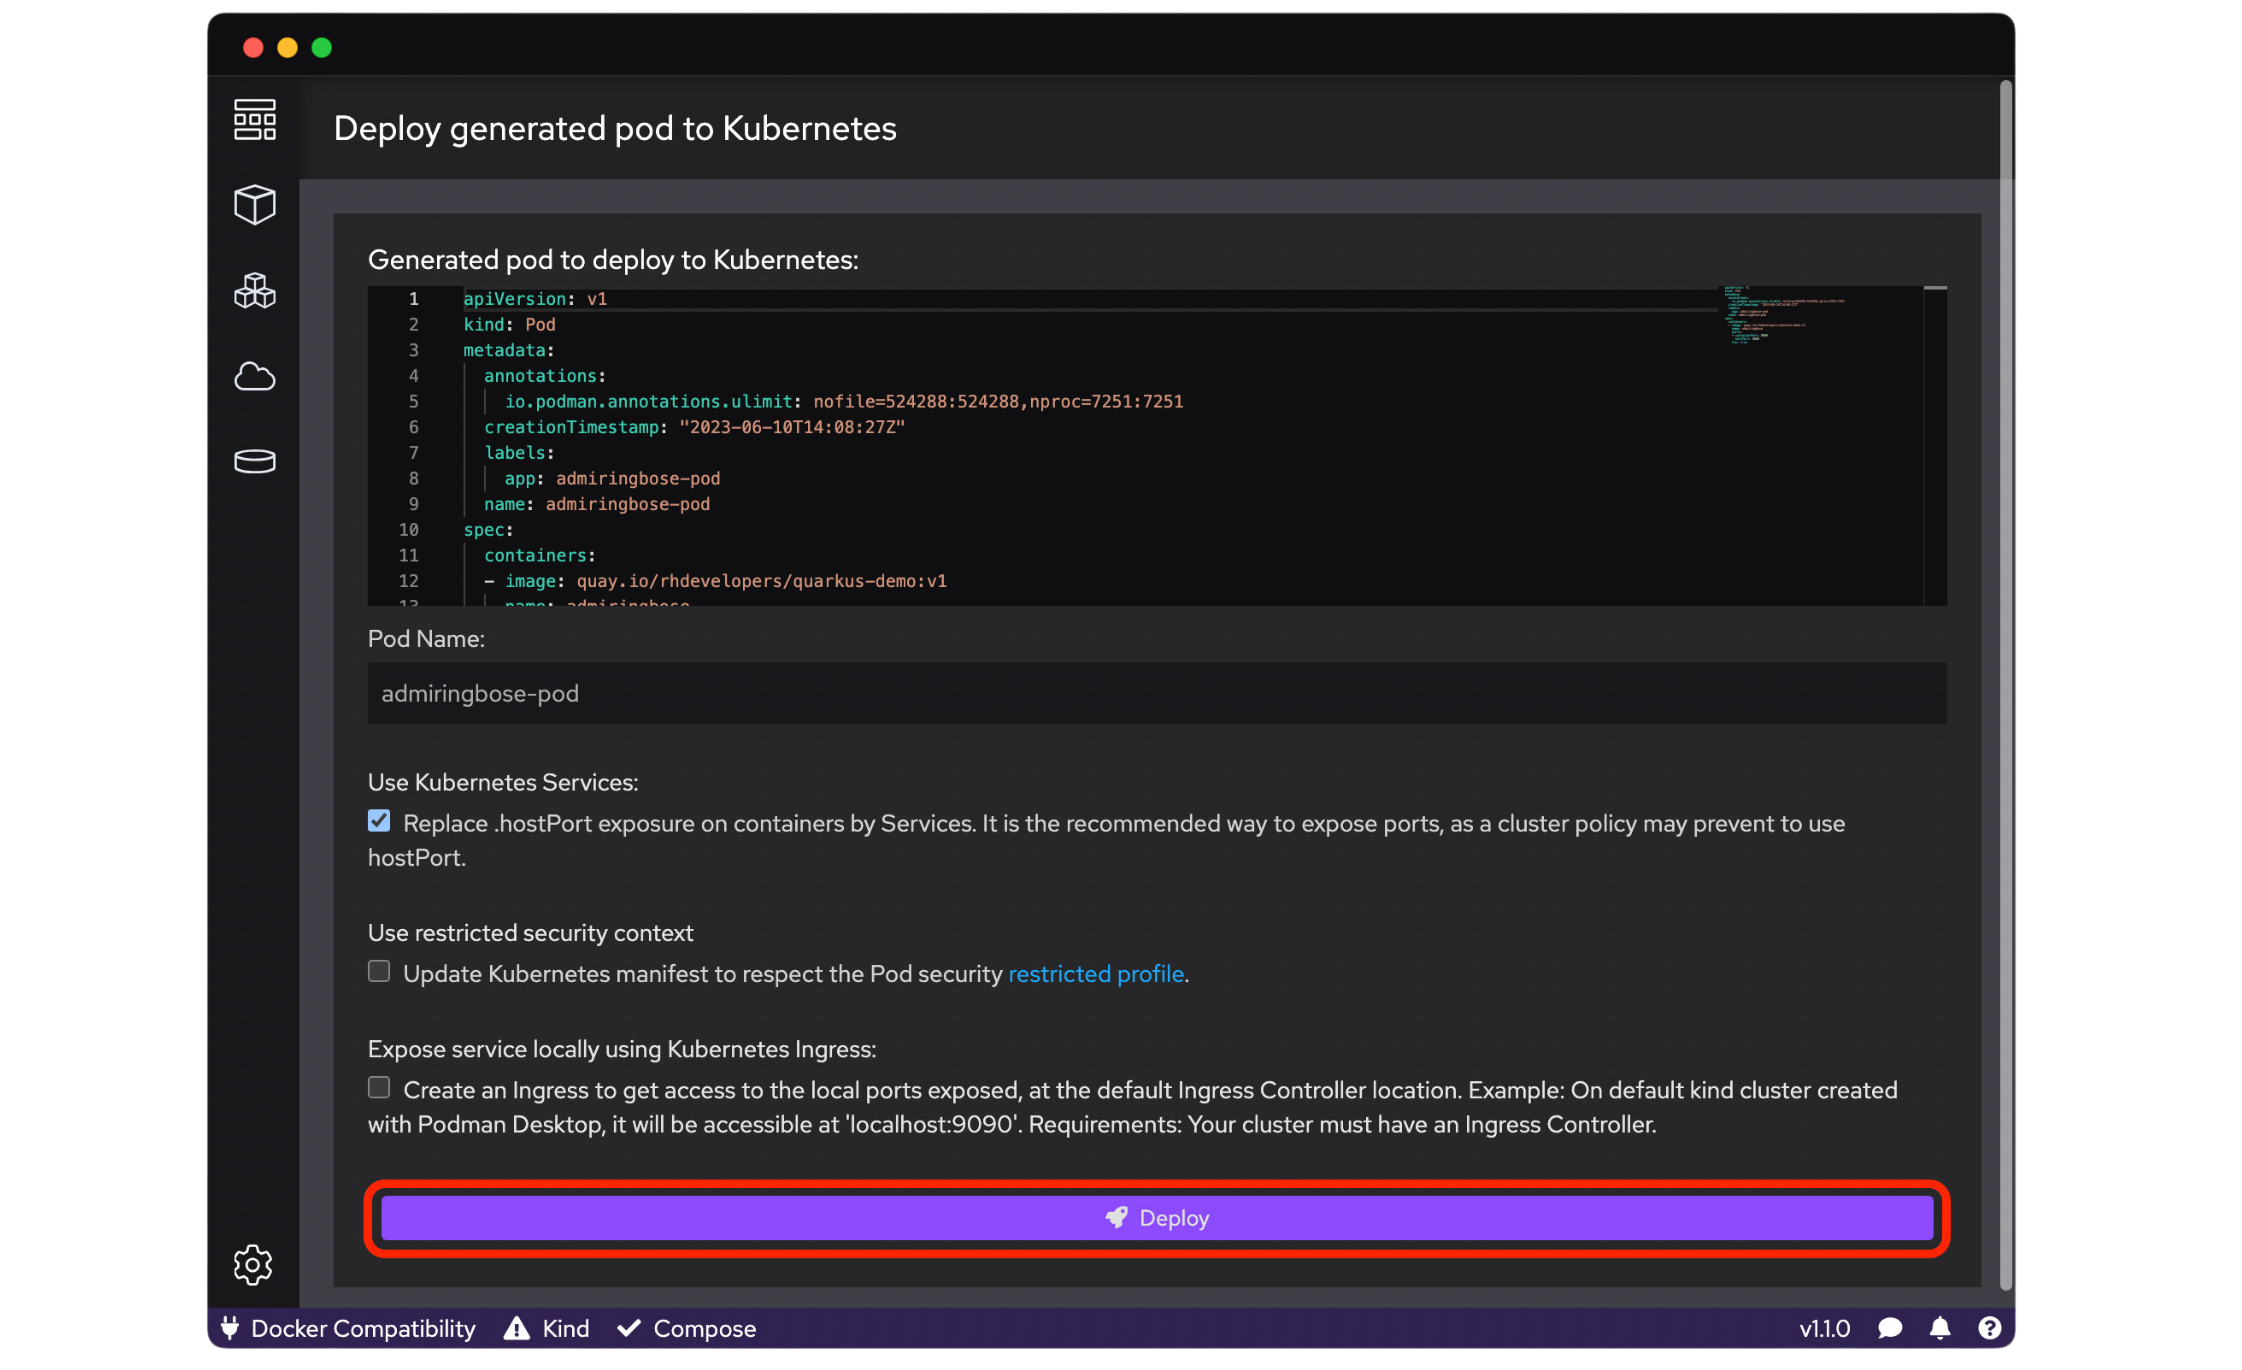 Deploy generated pod to Kubernetes
Generated pod to deploy to Kubernetes:
1 apiVersion: v1
2 kind: Pod
3 metadata:
4 annotations:
5 io.podman.annotations.ulimit: nofile=524288:524288,nproc=7251:7251
6 creationTimestamp: "2023-06-10T14:08:27Z"
7 labels:
8 app: admiringbose-pod
9 name: admiringbose-pod
10 spec:
11 containers:
12 - image: quay.io/rhdevelopers/quarkus-demo:v1
13 name: admiringbose
Pod Name:
admiringbose-pod
Use Kubernetes Services:
Replace .hostPort exposure on containers by Services. It is the recommended way to expose ports, as a cluster policy may prevent to use
hostPort.
Use restricted security context
Update Kubernetes manifest to respect the Pod security restricted profile.
Expose service locally using Kubernetes Ingress:
Create an Ingress to get access to the local ports exposed, at the default Ingress Controller location. Example: On default kind cluster created
with Podman Desktop, it will be accessible at 'localhost:9090'. Requirements: Your cluster must have an Ingress Controller.
Deploy
Docker Compatibility Kind Compose v1.1.0